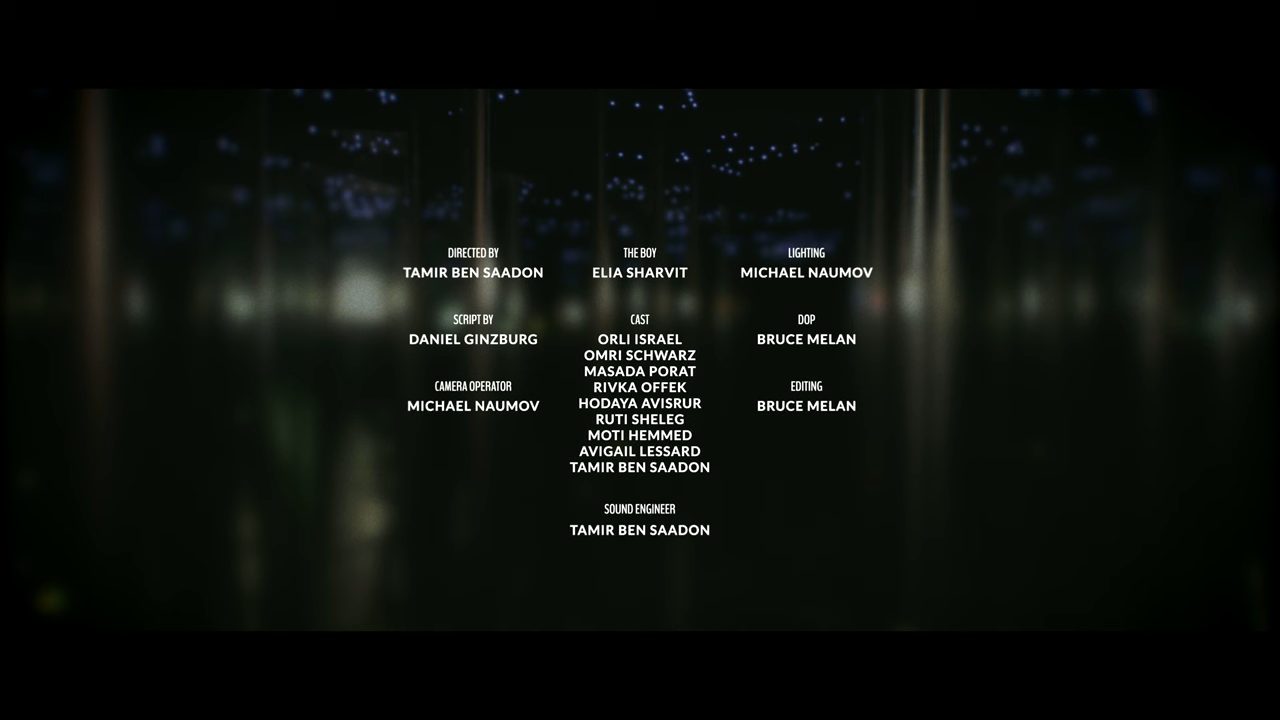 DIRECTED BY
TAMIR BEN SAADON
SCRIPT BY
DANIEL GINZBURG
CAMERA OPERATOR
MICHAEL NAUMOV
THE BOY
ELIA SHARVIT
CAST
ORLI ISRAEL
OMRI SCHWARZ
MASADA PORAT
RIVKA OFFEK
HODAYA AVISRUR
RUTI SHELEG
MOTI HEMMED
AVIGAIL LESSARD
TAMIR BEN SAADON
SOUND ENGINEER
TAMIR BEN SAADON
LIGHTING
MICHAEL NAUMOV
DOP
BRUCE MELAN
EDITING
BRUCE MELAN